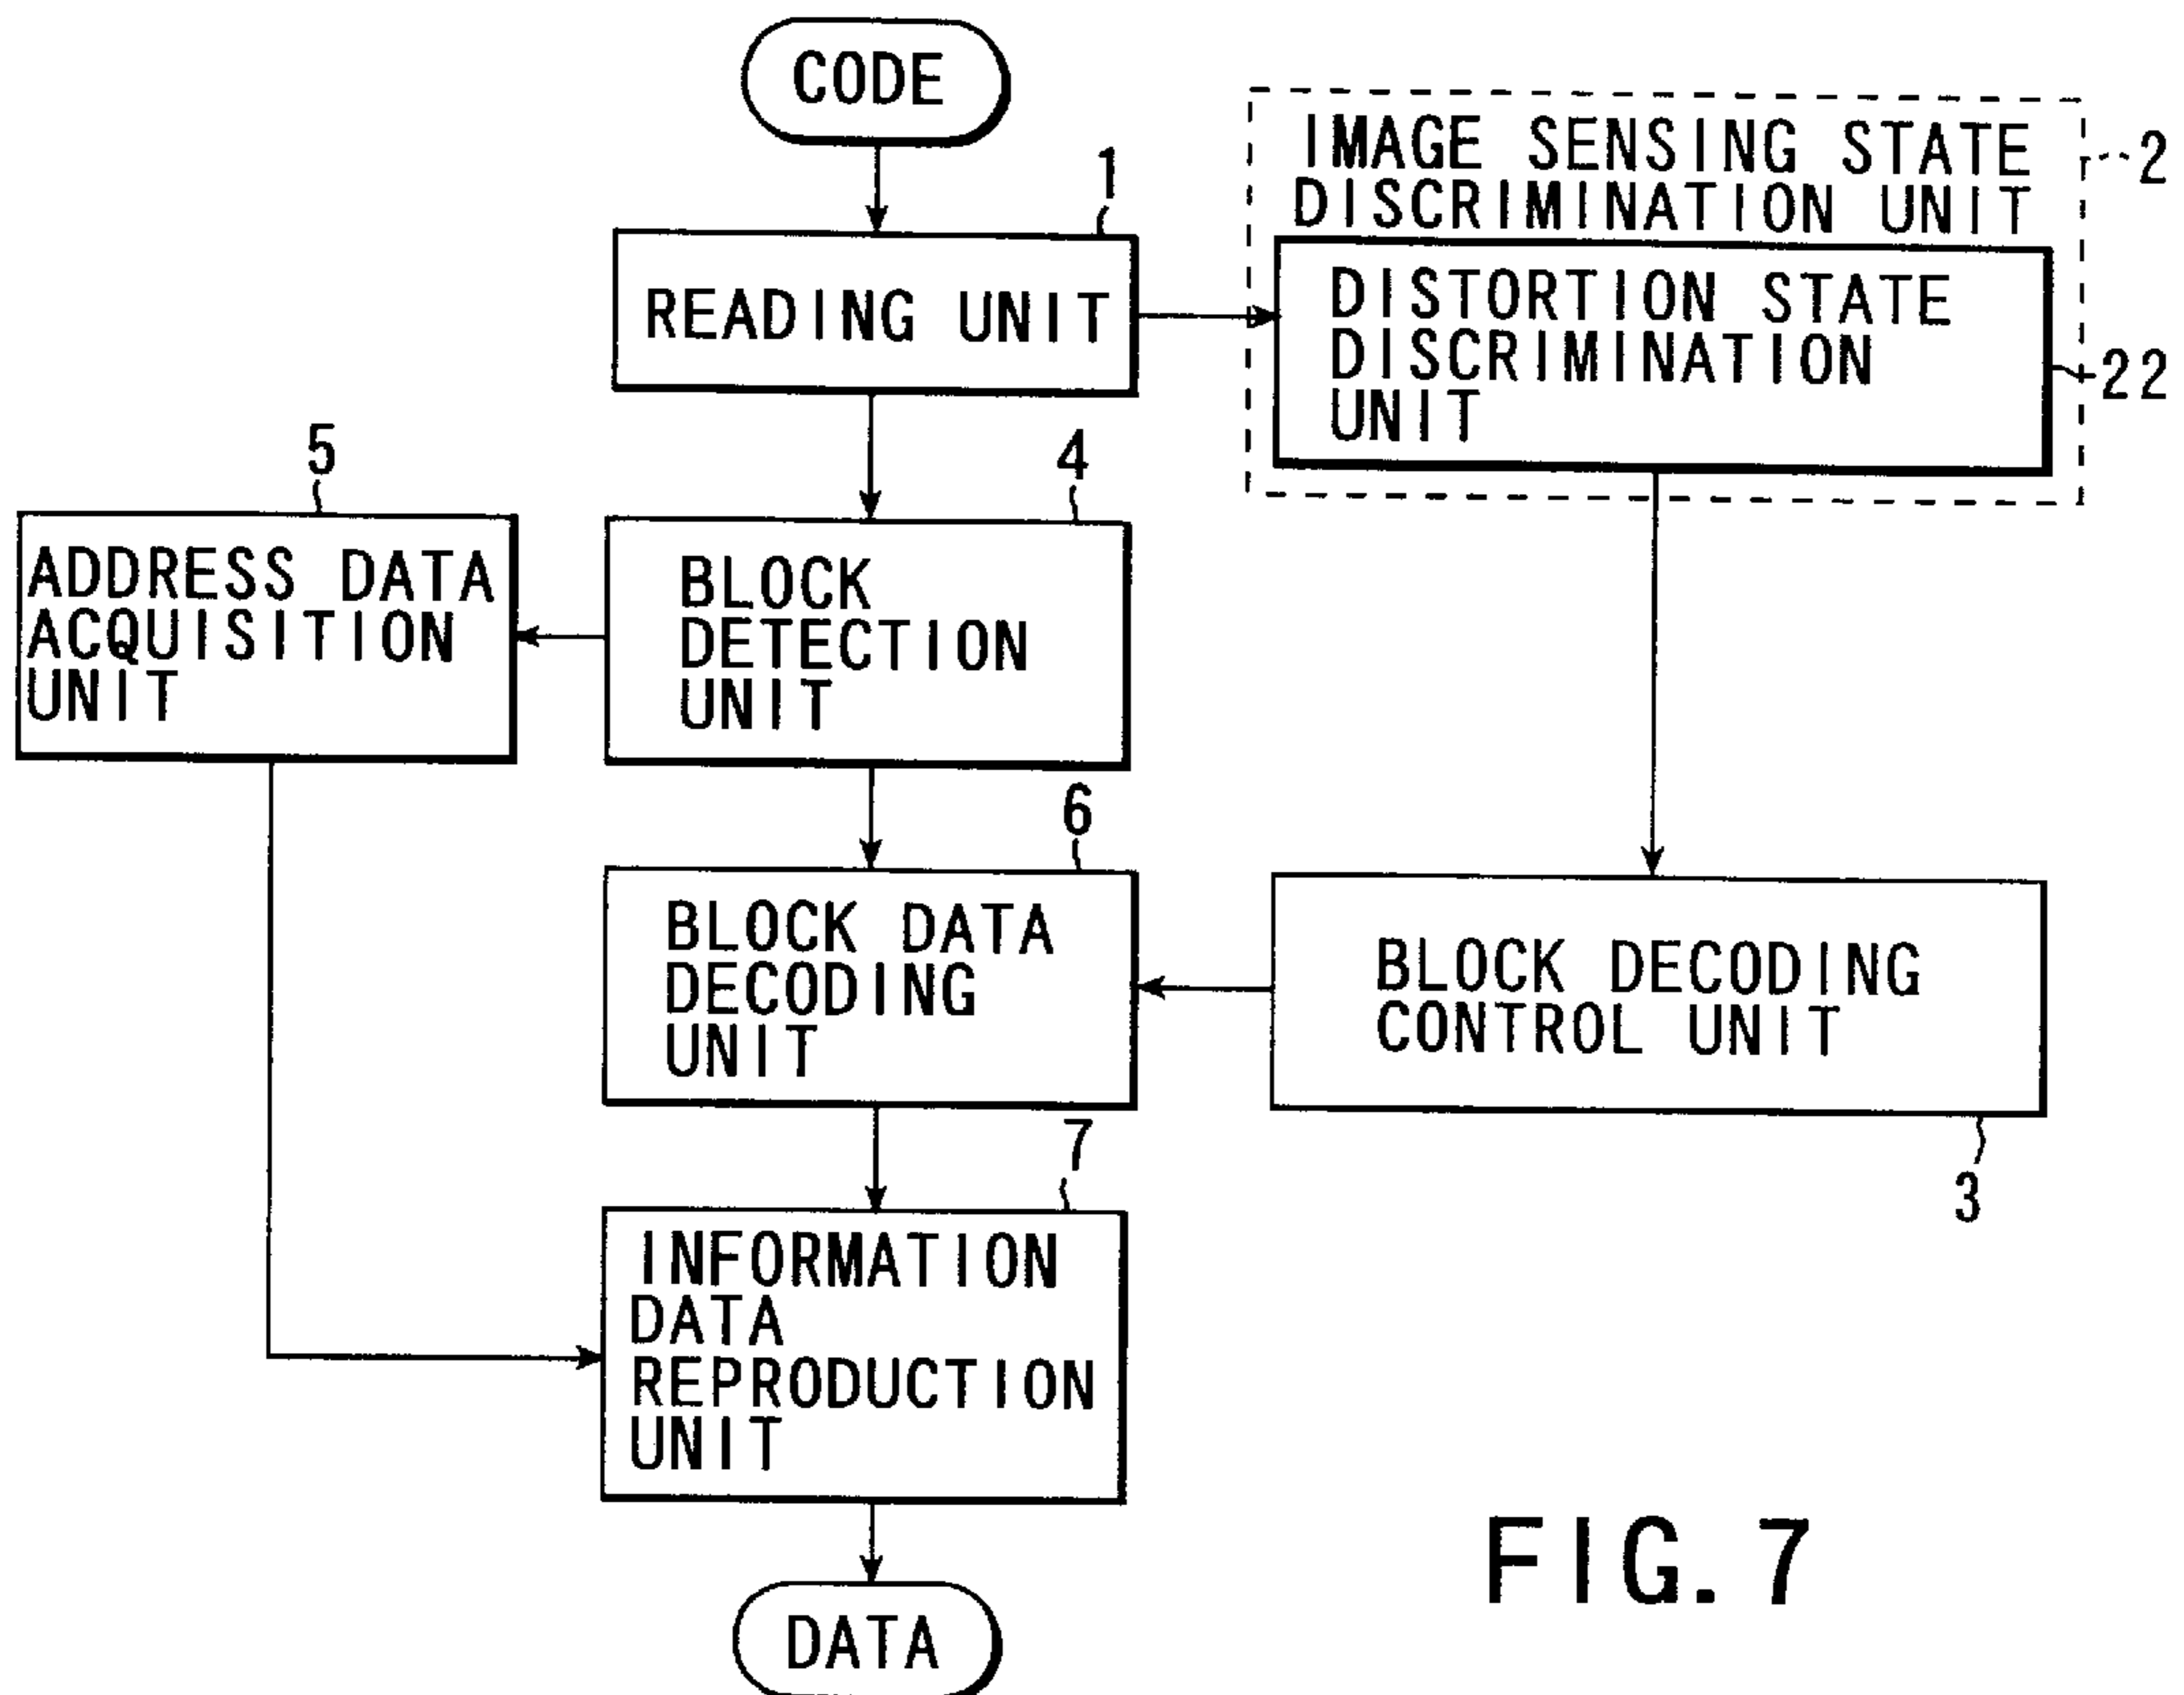 CODE
1
READING UNIT
IMAGE SENSING STATE
DISCRIMINATION UNIT
2
DISTORTION STATE
DISCRIMINATION
UNIT
22
5
ADDRESS DATA
ACQUISITION
UNIT
4
BLOCK
DETECTION
UNIT
6
BLOCK DATA
DECODING
UNIT
BLOCK DECODING
CONTROL UNIT
3
7
INFORMATION
DATA
REPRODUCTION
UNIT
DATA
FIG. 7